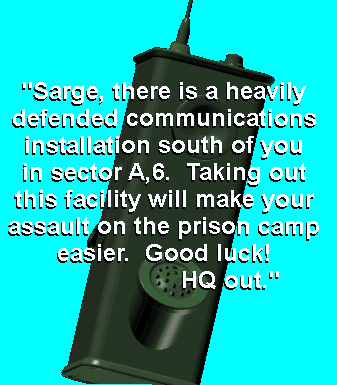 "Sarge, there is a heavily
defended communications
installation south of you
in sector A,6.  Taking out
this facility will make your
assault on the prison camp
easier.  Good luck!
HQ out."